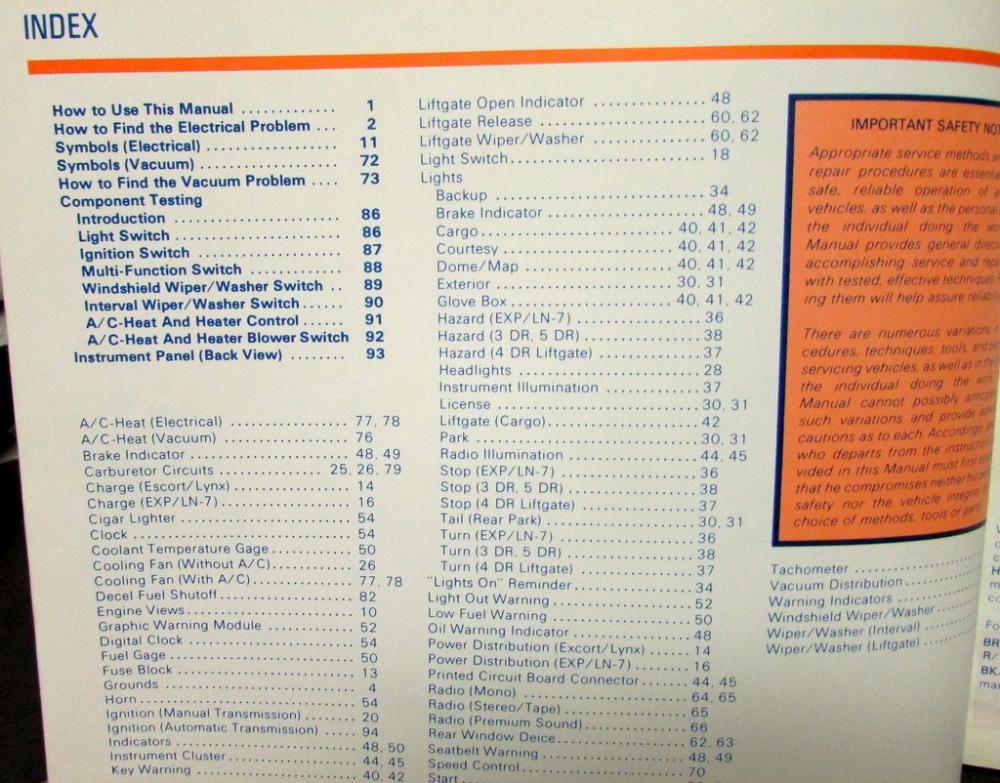 INDEX
How to Use This Manual ............. 1
How to Find the Electrical Problem ... 2
Symbols (Electrical) .................. 11
Symbols (Vacuum) ................... 72
How to Find the Vacuum Problem .... 73
Component Testing
Introduction ...................... 86
Light Switch ...................... 86
Ignition Switch ................... 87
Multi-Function Switch ............ 88
Windshield Wiper/Washer Switch .. 89
Interval Wiper/Washer Switch ...... 90
A/C-Heat And Heater Control ...... 91
A/C-Heat And Heater Blower Switch 92
Instrument Panel (Back View) ........ 93
A/C-Heat (Electrical) ................. 77, 78
A/C-Heat (Vacuum) ................... 76
Brake Indicator ....................... 48, 49
Carburetor Circuits .............. 25, 26, 79
Charge (Escort/Lynx) ................. 14
Charge (EXP/LN-7) ................... 16
Cigar Lighter ......................... 54
Clock ................................. 54
Coolant Temperature Gage ........... 50
Cooling Fan (Without A/C) ........... 26
Cooling Fan (With A/C) .............. 77, 78
Decel Fuel Shutoff .................... 82
Engine Views .......................... 10
Graphic Warning Module ............. 52
Digital Clock .......................... 54
Fuel Gage ............................. 50
Fuse Block ............................ 13
Grounds ............................... 4
Horn .................................. 54
Ignition (Manual Transmission) ........ 20
Ignition (Automatic Transmission) ..... 94
Indicators ............................ 48, 50
Instrument Cluster .................... 44, 45
Key Warning .......................... 40, 42
Liftgate Open Indicator ................ 48
Liftgate Release ....................... 60, 62
Liftgate Wiper/Washer ................. 60, 62
Light Switch ........................... 18
Lights
Backup .............................. 34
Brake Indicator ...................... 48, 49
Cargo ............................ 40, 41, 42
Courtesy ......................... 40, 41, 42
Dome/Map ....................... 40, 41, 42
Exterior ............................. 30, 31
Glove Box ....................... 40, 41, 42
Hazard (EXP/LN-7) .................. 36
Hazard (3 DR, 5 DR) ................. 38
Hazard (4 DR Liftgate) ............... 37
Headlights ........................... 28
Instrument Illumination .............. 37
License .............................. 30, 31
Liftgate (Cargo) ...................... 42
Park ................................. 30, 31
Radio Illumination ................... 44, 45
Stop (EXP/LN-7) ..................... 36
Stop (3 DR, 5 DR) ................... 38
Stop (4 DR Liftgate) ................. 37
Tail (Rear Park) ...................... 30, 31
Turn (EXP/LN-7) ..................... 36
Turn (3 DR, 5 DR) ................... 38
Turn (4 DR Liftgate) ................. 37
"Lights On" Reminder ................. 34
Light Out Warning ..................... 52
Low Fuel Warning ..................... 50
Oil Warning Indicator .................. 48
Power Distribution (Excort/Lynx) ...... 14
Power Distribution (EXP/LN-7) ........ 16
Printed Circuit Board Connector ....... 44, 45
Radio (Mono) ......................... 64, 65
Radio (Stereo/Tape) ................... 65
Radio (Premium Sound) ............... 66
Rear Window Deice .................... 62, 63
Seatbelt Warning ...................... 48, 49
Speed Control ......................... 70
Start
IMPORTANT SAFETY
Appropriate service methods
repair procedures are
safe, reliable operation of
vehicles, as well as the personal
the individual doing the
Manual provides general
accomplishing service and
with tested, effective techniques
ing them will help assure
There are numerous variations
cedures, techniques, tools, and
servicing vehicles, as well as in the
the individual doing the
Manual cannot possibly
such variations and provide
cautions as to each. Accordingly
who departs from the
vided in this Manual must first
that he compromises neither his
safety nor the vehicle
choice of methods, tools or
Tachometer
Vacuum Distribution
Warning Indicators
Windshield Wiper/Washer
Wiper/Washer (Interval)
Wiper/Washer (Liftgate)